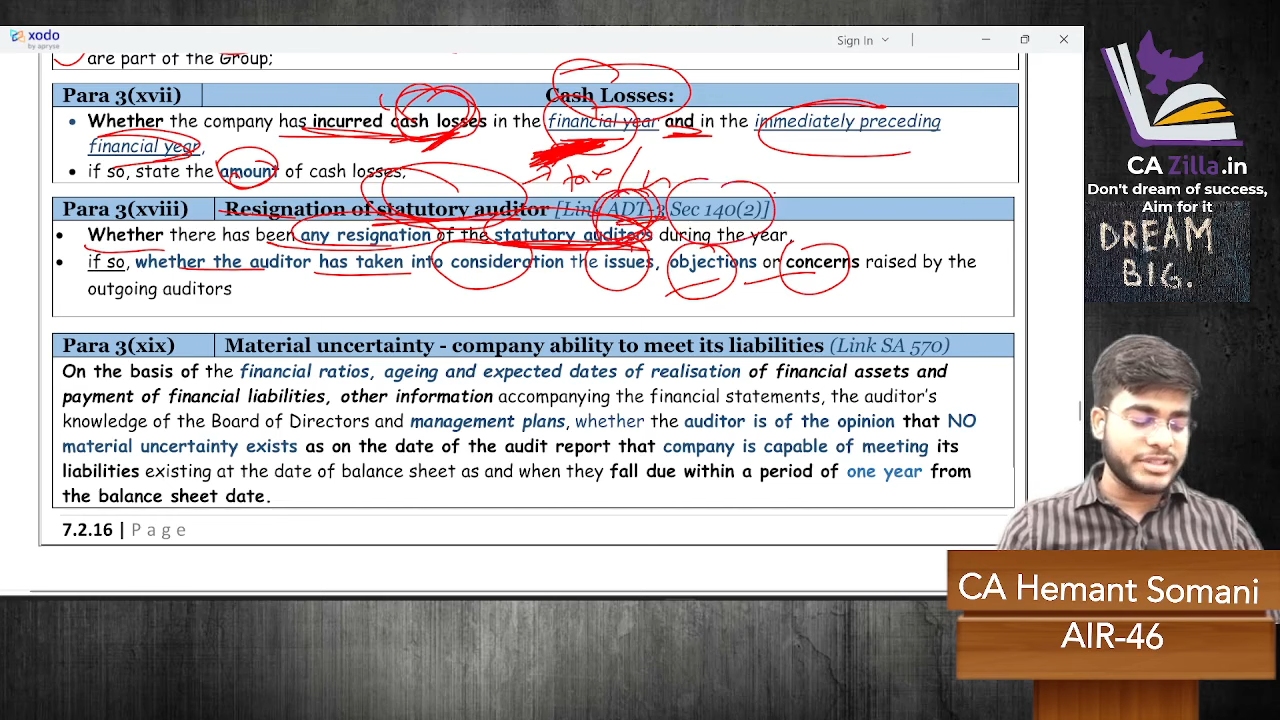 xodo
by apryse
Sign In
are part of the Group;
Para 3(xvii) Cash Losses:
• Whether the company has incurred cash losses in the financial year and in the immediately preceding
financial year,
• if so, state the amount of cash losses,
tax
Para 3(xviii) Resignation of statutory auditor [Link ADT-3 Sec 140(2)]
• Whether there has been any resignation of the statutory auditors during the year,
• if so, whether the auditor has taken into consideration the issues, objections or concerns raised by the
outgoing auditors
Para 3(xix) Material uncertainty - company ability to meet its liabilities (Link SA 570)
On the basis of the financial ratios, ageing and expected dates of realisation of financial assets and
payment of financial liabilities, other information accompanying the financial statements, the auditor's
knowledge of the Board of Directors and management plans, whether the auditor is of the opinion that NO
material uncertainty exists as on the date of the audit report that company is capable of meeting its
liabilities existing at the date of balance sheet as and when they fall due within a period of one year from
the balance sheet date.
7.2.16 | Page
CA Zilla.in
Don't dream of success,
Aim for it
DREAM
BIG.
CA Hemant Somani
AIR-46